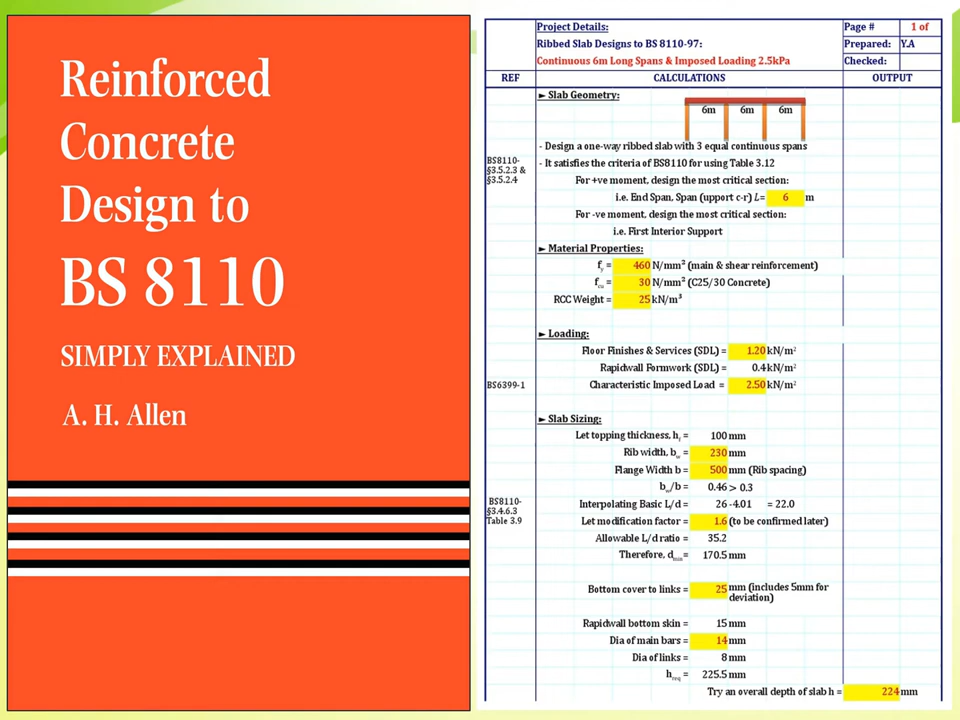 Reinforced
Concrete
Design to
BS 8110
SIMPLY EXPLAINED
A. H. Allen
Project Details: Page # 1 of
Ribbed Slab Designs to BS 8110-97: Prepared: Y.A
Continuous 6m Long Spans & Imposed Loading 2.5kPa Checked:
REF CALCULATIONS OUTPUT
► Slab Geometry:
6m 6m 6m
- Design a one-way ribbed slab with 3 equal continuous spans
BS8110-
§3.5.2.3 &
§3.5.2.4
- It satisfies the criteria of BS8110 for using Table 3.12
For +ve moment, design the most critical section:
i.e. End Span, Span (upport c-r) L= 6 m
For -ve moment, design the most critical section:
i.e. First Interior Support
► Material Properties:
fy = 460 N/mm² (main & shear reinforcement)
fcu = 30 N/mm² (C25/30 Concrete)
RCC Weight = 25 kN/m³
► Loading:
Floor Finishes & Services (SDL) = 1.20 kN/m²
Rapidwall Formwork (SDL) = 0.4 kN/m²
BS6399-1 Characteristic Imposed Load = 2.50 kN/m²
► Slab Sizing:
Let topping thickness, hf = 100 mm
Rib width, bw = 230 mm
Flange Width b = 500 mm (Rib spacing)
bw/b = 0.46 > 0.3
BS8110-
§3.4.6.3
Table 3.9
Interpolating Basic L/d = 26 -4.01 = 22.0
Let modification factor = 1.6 (to be confirmed later)
Allowable L/d ratio = 35.2
Therefore, dmin= 170.5 mm
Bottom cover to links = 25 mm (includes 5mm for
deviation)
Rapidwall bottom skin = 15 mm
Dia of main bars = 14 mm
Dia of links = 8 mm
hreq = 225.5 mm
Try an overall depth of slab h = 224 mm